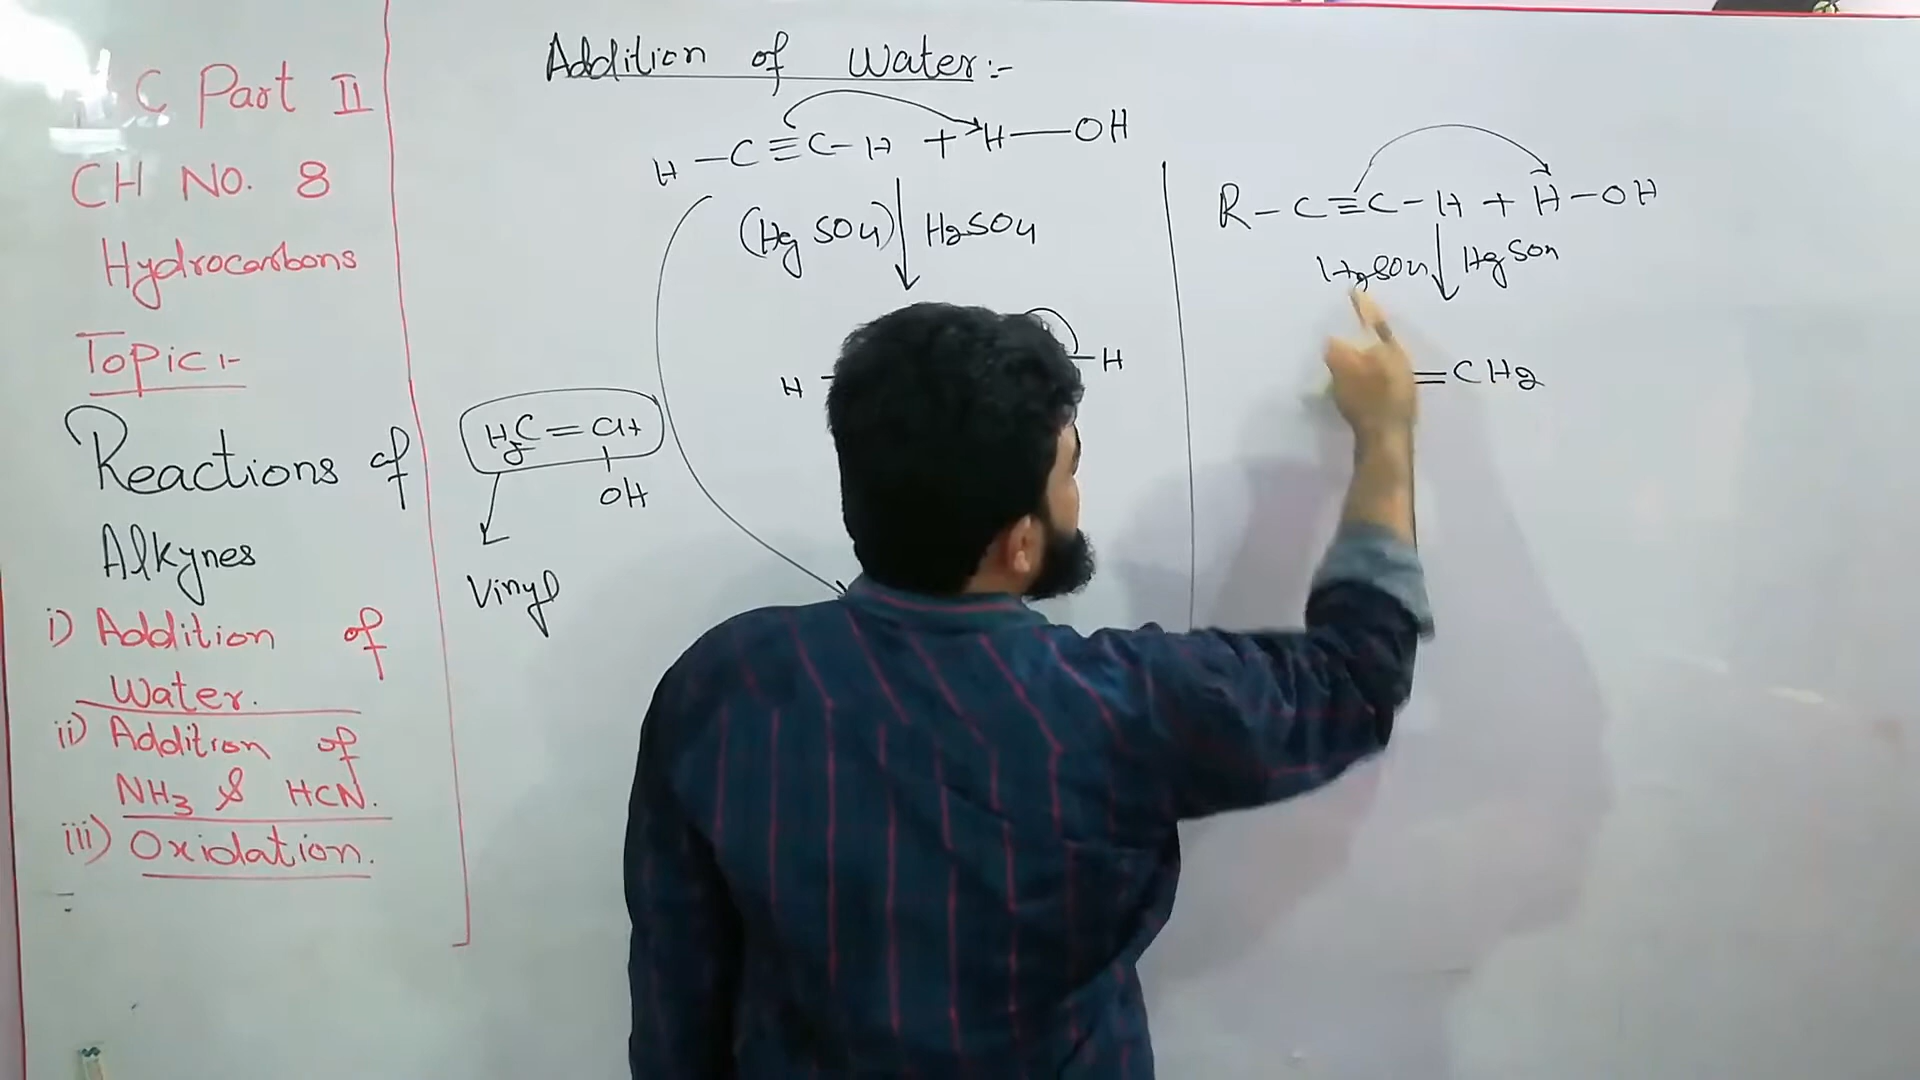 C Part II
CH NO. 8
Hydrocarbons
Topic:-
Reactions of
Alkynes
i) Addition of
Water.
ii) Addition of
NH3 & HCN.
iii) Oxidation.
Addition of Water:-
H-C≡C-H + H-OH
(HgSO4) H2SO4
H
H
H2C=CH
OH
Vinyl
R-C≡C-H + H-OH
HgSO4
=CH2